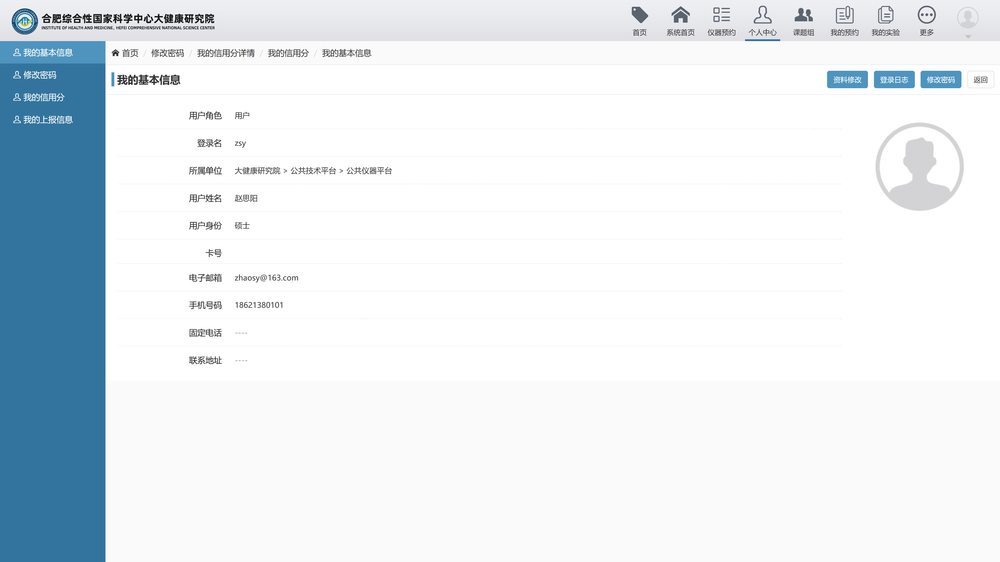 合肥综合性国家科学中心大健康研究院
INSTITUTE OF HEALTH AND MEDICINE, HEFEI COMPREHENSIVE NATIONAL SCIENCE CENTER
首页
系统首页
仪器预约
个人中心
课题组
我的预约
我的实验
更多
我的基本信息
修改密码
我的信用分
我的上报信息
首页 / 修改密码 / 我的信用分详情 / 我的信用分 / 我的基本信息
我的基本信息
资料修改
登录日志
修改密码
返回
用户角色 用户
登录名 zsy
所属单位 大健康研究院 > 公共技术平台 > 公共仪器平台
用户姓名 赵思阳
用户身份 硕士
卡号
电子邮箱 zhaosy@163.com
手机号码 18621380101
固定电话 ----
联系地址 ----